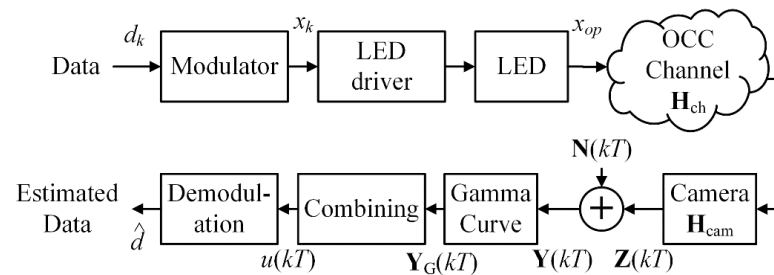 d_k
x_k
x_op
Data
Modulator
LED
driver
LED
OCC
Channel
H_ch
N(kT)
Estimated
Data
d̂
Demodul-
ation
Combining
Gamma
Curve
+
Camera
H_cam
u(kT)
Y_G(kT)
Y(kT)
Z(kT)